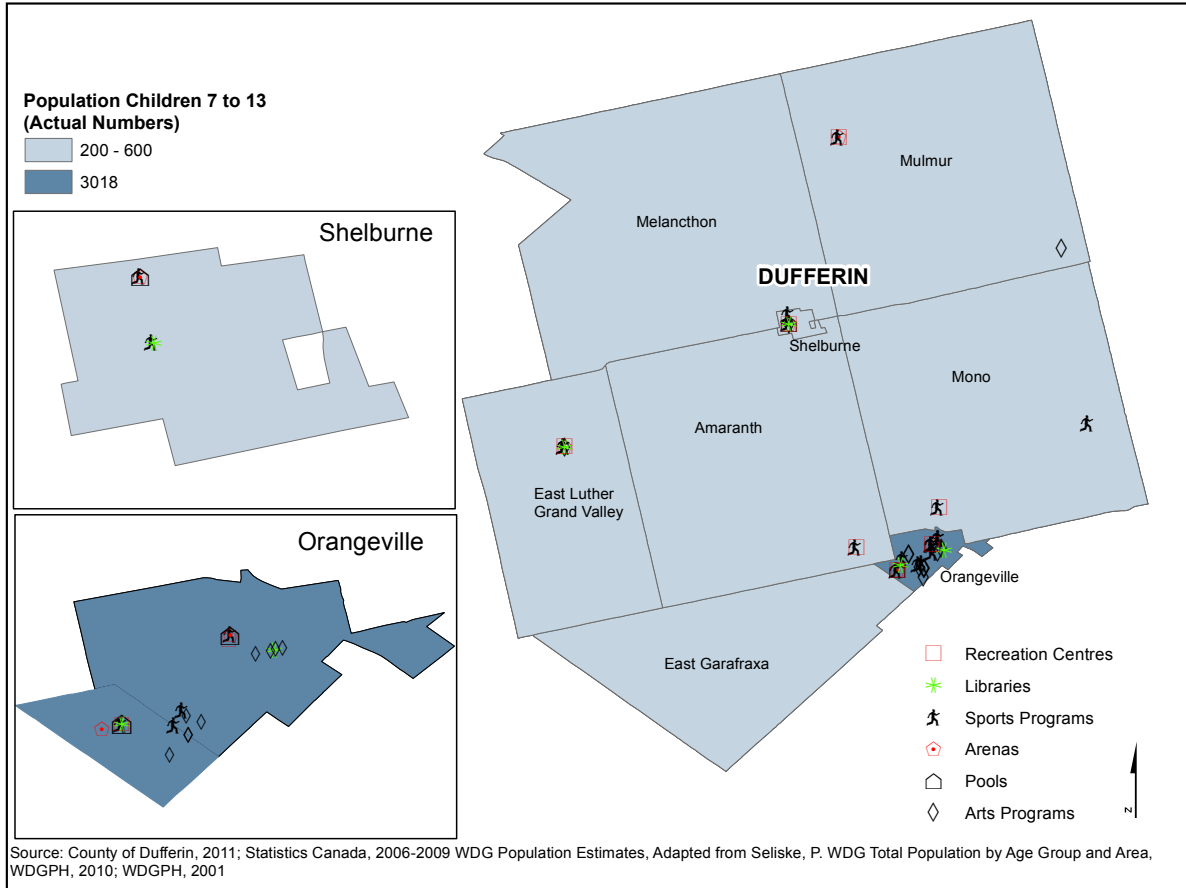 Population Children 7 to 13
(Actual Numbers)
200 - 600
3018
Shelburne
Orangeville
Mulmur
Melancthon
DUFFERIN
Shelburne
Mono
Amaranth
East Luther
Grand Valley
Orangeville
East Garafraxa
Recreation Centres
Libraries
Sports Programs
Arenas
Pools
Arts Programs
N
Source: County of Dufferin, 2011; Statistics Canada, 2006-2009 WDG Population Estimates, Adapted from Seliske, P. WDG Total Population by Age Group and Area,
WDGPH, 2010; WDGPH, 2001